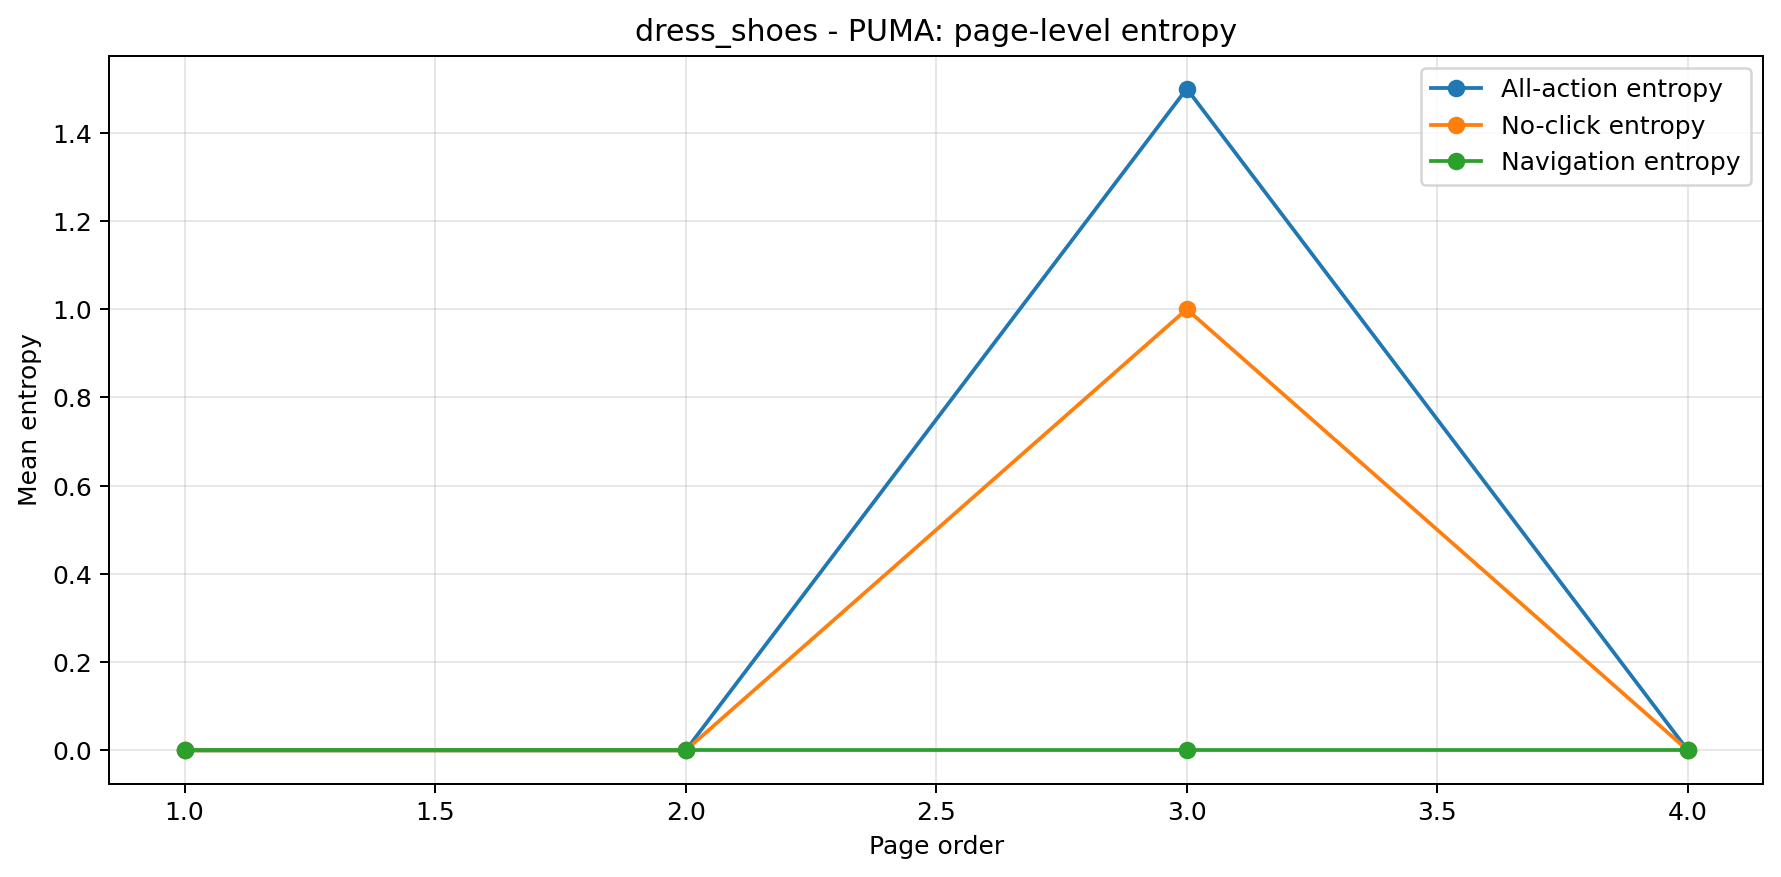 dress_shoes - PUMA: page-level entropy
All-action entropy
No-click entropy
Navigation entropy
Mean entropy
1.4
1.2
1.0
0.8
0.6
0.4
0.2
0.0
1.0 1.5 2.0 2.5 3.0 3.5 4.0
Page order